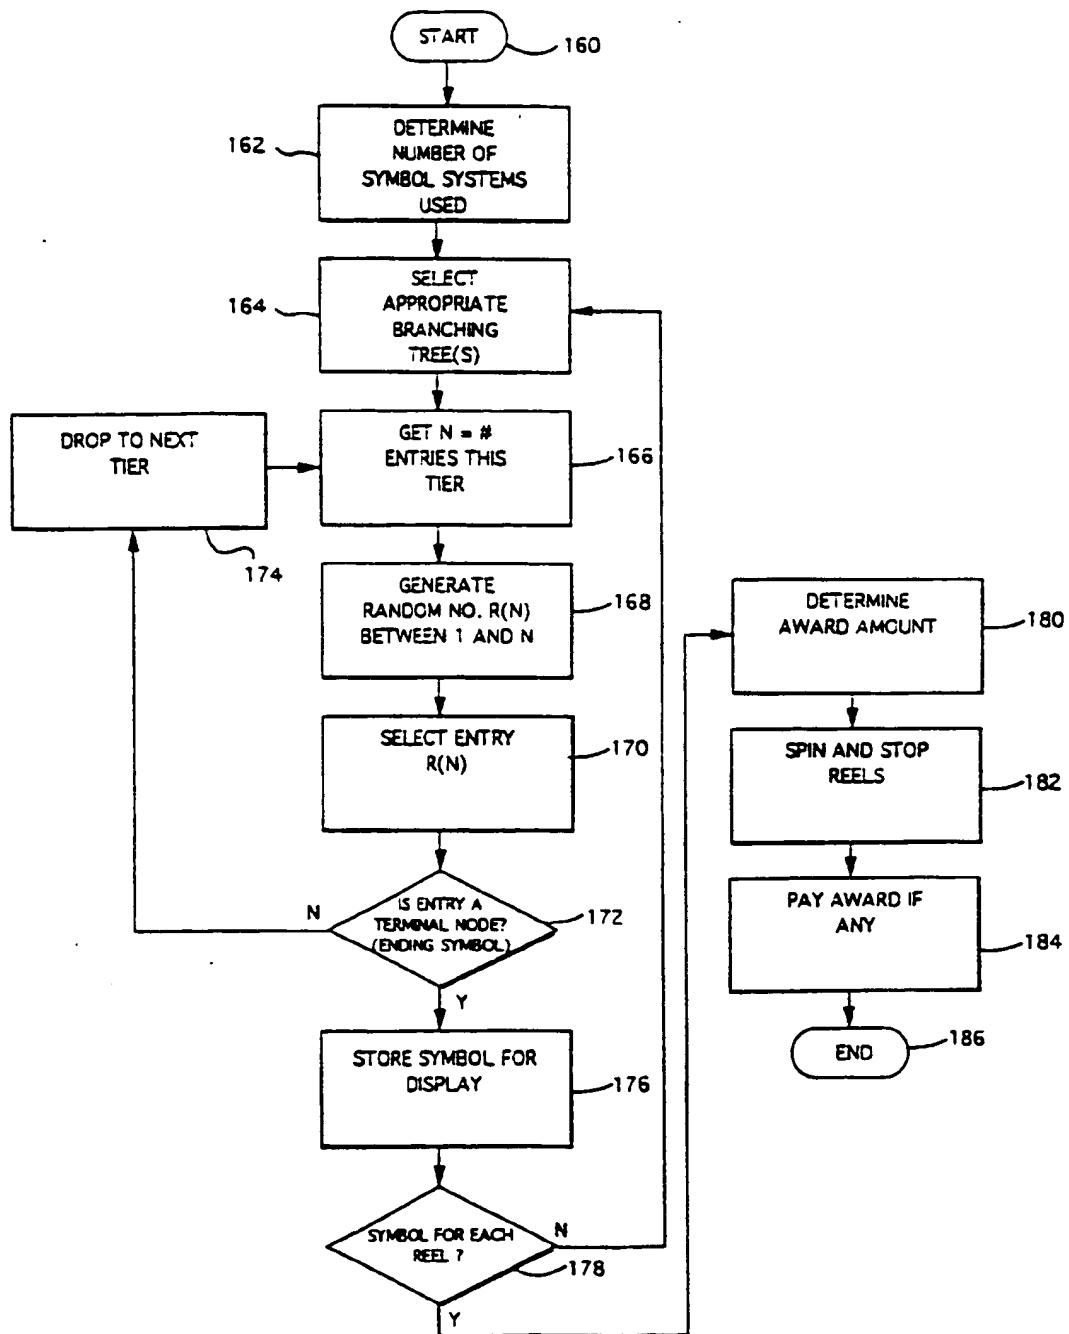 START
160
162
DETERMINE
NUMBER OF
SYMBOL SYSTEMS
USED
164
SELECT
APPROPRIATE
BRANCHING
TREE(S)
DROP TO NEXT
TIER
174
GET N = #
ENTRIES THIS
TIER
166
GENERATE
RANDOM NO. R(N)
BETWEEN 1 AND N
168
SELECT ENTRY
R(N)
170
IS ENTRY A
TERMINAL NODE?
(ENDING SYMBOL)
172
N
Y
STORE SYMBOL FOR
DISPLAY
176
SYMBOL FOR EACH
REEL ?
178
N
Y
DETERMINE
AWARD AMOUNT
180
SPIN AND STOP
REELS
182
PAY AWARD IF
ANY
184
END
186